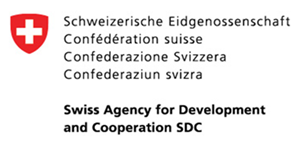 Schweizerische Eidgenossenschaft
Confédération suisse
Confederazione Svizzera
Confederaziun svizra
Swiss Agency for Development
and Cooperation SDC